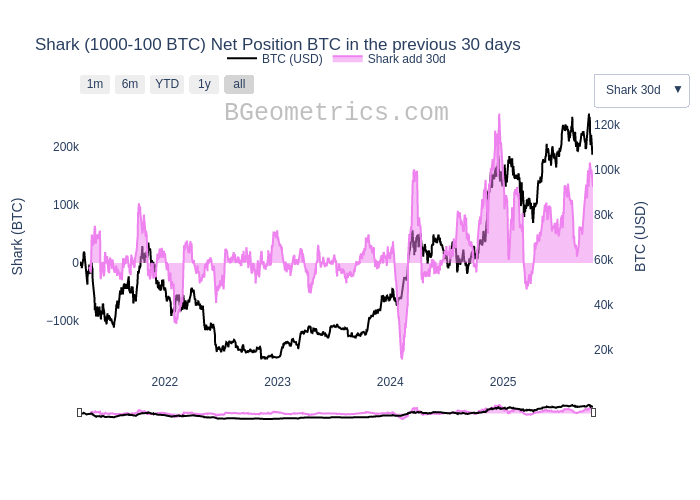 Shark (1000-100 BTC) Net Position BTC in the previous 30 days
BTC (USD) Shark add 30d
1m 6m YTD 1y all
Shark 30d ▼
BGeometrics.com
200k
100k
0
−100k
Shark (BTC)
120k
100k
80k
60k
40k
20k
BTC (USD)
2022 2023 2024 2025